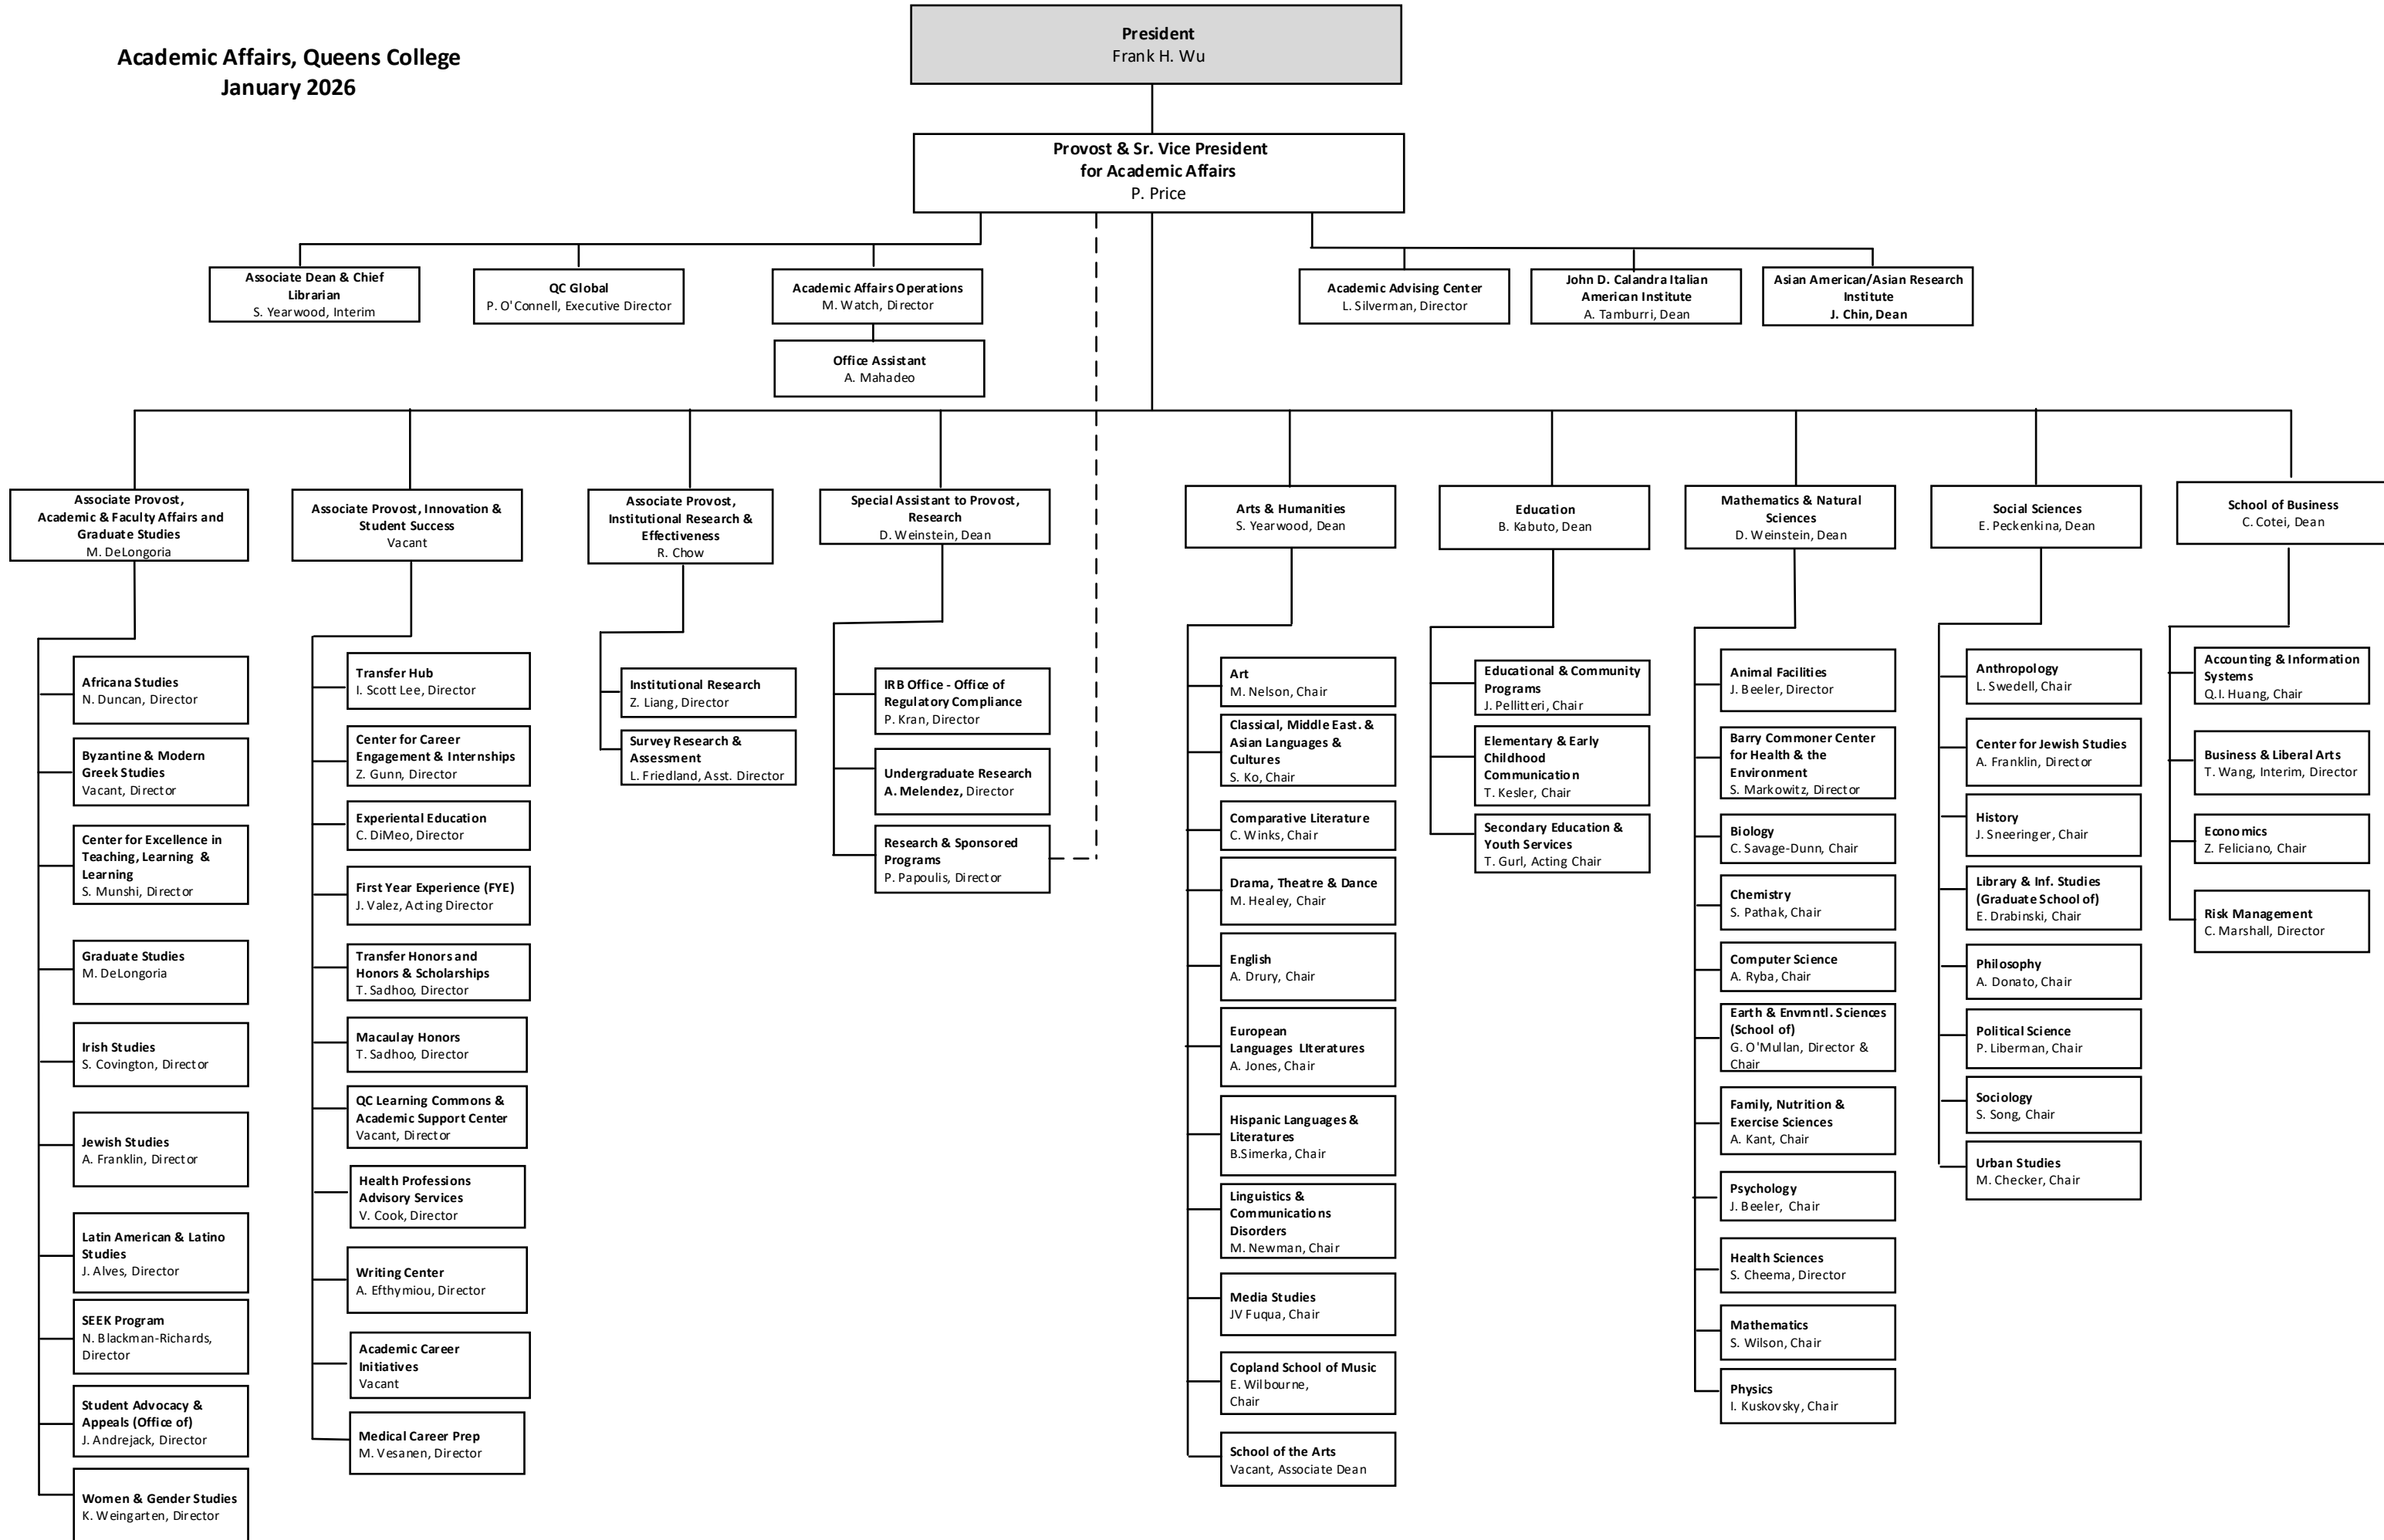 Academic Affairs, Queens College
January 2026
President
Frank H. Wu
Provost & Sr. Vice President
for Academic Affairs
P. Price
Associate Dean & Chief
Librarian
S. Yearwood, Interim
QC Global
P. O'Connell, Executive Director
Academic Affairs Operations
M. Watch, Director
Office Assistant
A. Mahadeo
Academic Advising Center
L. Silverman, Director
John D. Calandra Italian
American Institute
A. Tamburri, Dean
Asian American/Asian Research
Institute
J. Chin, Dean
Associate Provost,
Academic & Faculty Affairs and
Graduate Studies
M. DeLongoria
Africana Studies
N. Duncan, Director
Byzantine & Modern
Greek Studies
Vacant, Director
Center for Excellence in
Teaching, Learning &
Learning
S. Munshi, Director
Graduate Studies
M. DeLongoria
Irish Studies
S. Covington, Director
Jewish Studies
A. Franklin, Director
Latin American & Latino
Studies
J. Alves, Director
SEEK Program
N. Blackman-Richards,
Director
Student Advocacy &
Appeals (Office of)
J. Andrejack, Director
Women & Gender Studies
K. Weingarten, Director
Associate Provost, Innovation &
Student Success
Vacant
Transfer Hub
I. Scott Lee, Director
Center for Career
Engagement & Internships
Z. Gunn, Director
Experiental Education
C. DiMeo, Director
First Year Experience (FYE)
J. Valez, Acting Director
Transfer Honors and
Honors & Scholarships
T. Sadhoo, Director
Macaulay Honors
T. Sadhoo, Director
QC Learning Commons &
Academic Support Center
Vacant, Director
Health Professions
Advisory Services
V. Cook, Director
Writing Center
A. Efthymiou, Director
Academic Career
Initiatives
Vacant
Medical Career Prep
M. Vesanen, Director
Associate Provost,
Institutional Research &
Effectiveness
R. Chow
Institutional Research
Z. Liang, Director
Survey Research &
Assessment
L. Friedland, Asst. Director
Special Assistant to Provost,
Research
D. Weinstein, Dean
IRB Office - Office of
Regulatory Compliance
P. Kran, Director
Undergraduate Research
A. Melendez, Director
Research & Sponsored
Programs
P. Papoulis, Director
Arts & Humanities
S. Yearwood, Dean
Art
M. Nelson, Chair
Classical, Middle East. &
Asian Languages &
Cultures
S. Ko, Chair
Comparative Literature
C. Winks, Chair
Drama, Theatre & Dance
M. Healey, Chair
English
A. Drury, Chair
European
Languages LIteratures
A. Jones, Chair
Hispanic Languages &
Literatures
B.Simerka, Chair
Linguistics &
Communications
Disorders
M. Newman, Chair
Media Studies
JV Fuqua, Chair
Copland School of Music
E. Wilbourne,
Chair
School of the Arts
Vacant, Associate Dean
Education
B. Kabuto, Dean
Educational & Community
Programs
J. Pellitteri, Chair
Elementary & Early
Childhood
Communication
T. Kesler, Chair
Secondary Education &
Youth Services
T. Gurl, Acting Chair
Mathematics & Natural
Sciences
D. Weinstein, Dean
Animal Facilities
J. Beeler, Director
Barry Commoner Center
for Health & the
Environment
S. Markowitz, Director
Biology
C. Savage-Dunn, Chair
Chemistry
S. Pathak, Chair
Computer Science
A. Ryba, Chair
Earth & Envmntl. Sciences
(School of)
G. O'Mullan, Director &
Chair
Family, Nutrition &
Exercise Sciences
A. Kant, Chair
Psychology
J. Beeler, Chair
Health Sciences
S. Cheema, Director
Mathematics
S. Wilson, Chair
Physics
I. Kuskovsky, Chair
Social Sciences
E. Peckenkina, Dean
Anthropology
L. Swedell, Chair
Center for Jewish Studies
A. Franklin, Director
History
J. Sneeringer, Chair
Library & Inf. Studies
(Graduate School of)
E. Drabinski, Chair
Philosophy
A. Donato, Chair
Political Science
P. Liberman, Chair
Sociology
S. Song, Chair
Urban Studies
M. Checker, Chair
School of Business
C. Cotei, Dean
Accounting & Information
Systems
Q.I. Huang, Chair
Business & Liberal Arts
T. Wang, Interim, Director
Economics
Z. Feliciano, Chair
Risk Management
C. Marshall, Director